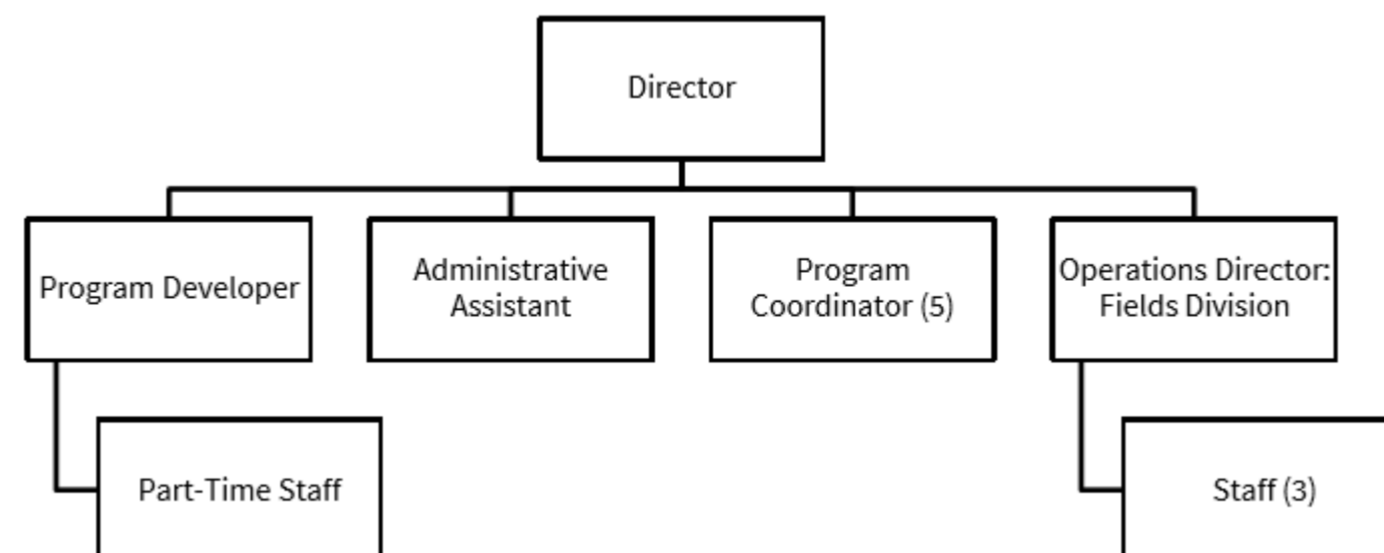 Director
Program Developer
Administrative
Assistant
Program
Coordinator (5)
Operations Director:
Fields Division
Part-Time Staff
Staff (3)